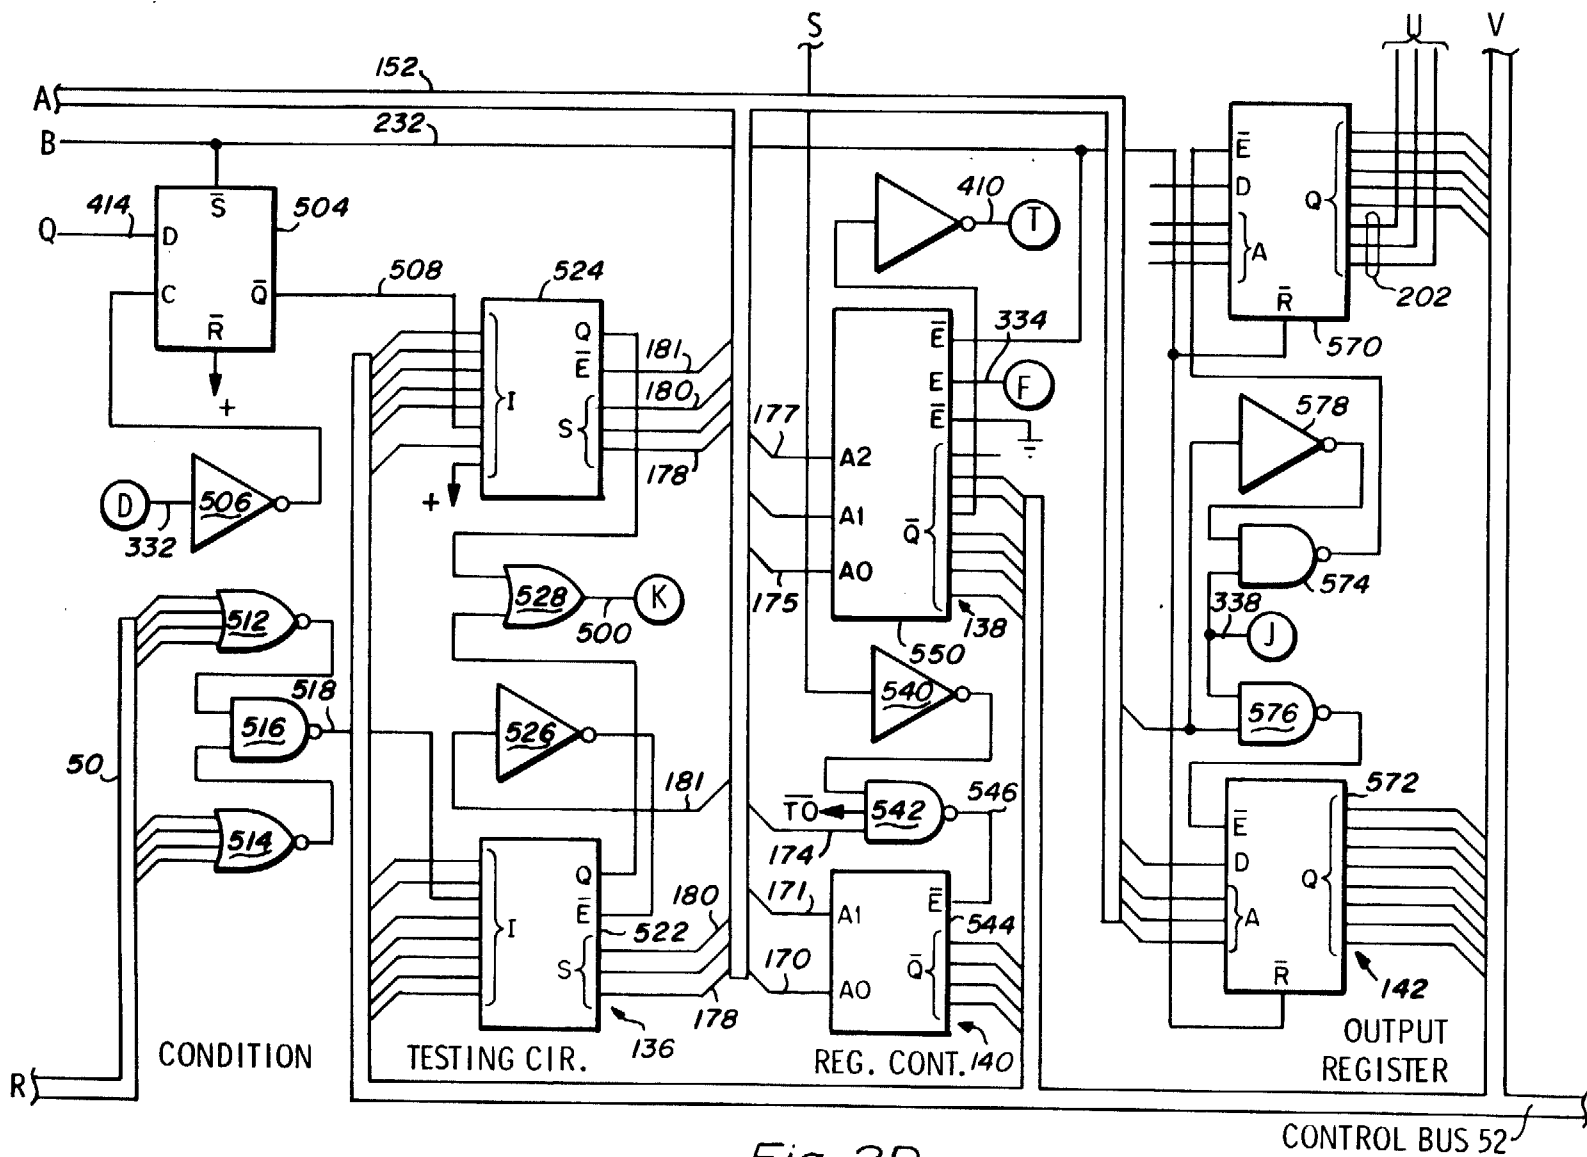 S
U
V
A
152
B
232
Q
414
S̅
504
D
C
Q̅
R̅
+
508
524
I
Q
E̅
S
181
180
178
+
410
T
E̅
334
E
F
E̅
177
A2
A1
Q̅
A0
175
138
550
E̅
D
A
Q
R̅
202
570
578
574
338
J
576
D
332
506
512
518
516
50
514
528
500
K
526
181
540
T̅O̅
542
546
174
Q
E̅
I
S
522
180
178
136
171
A1
E̅
544
170
A0
Q̅
572
E̅
D
A
Q
R̅
142
CONDITION
TESTING CIR.
REG. CONT.
140
OUTPUT
REGISTER
R
CONTROL BUS 52